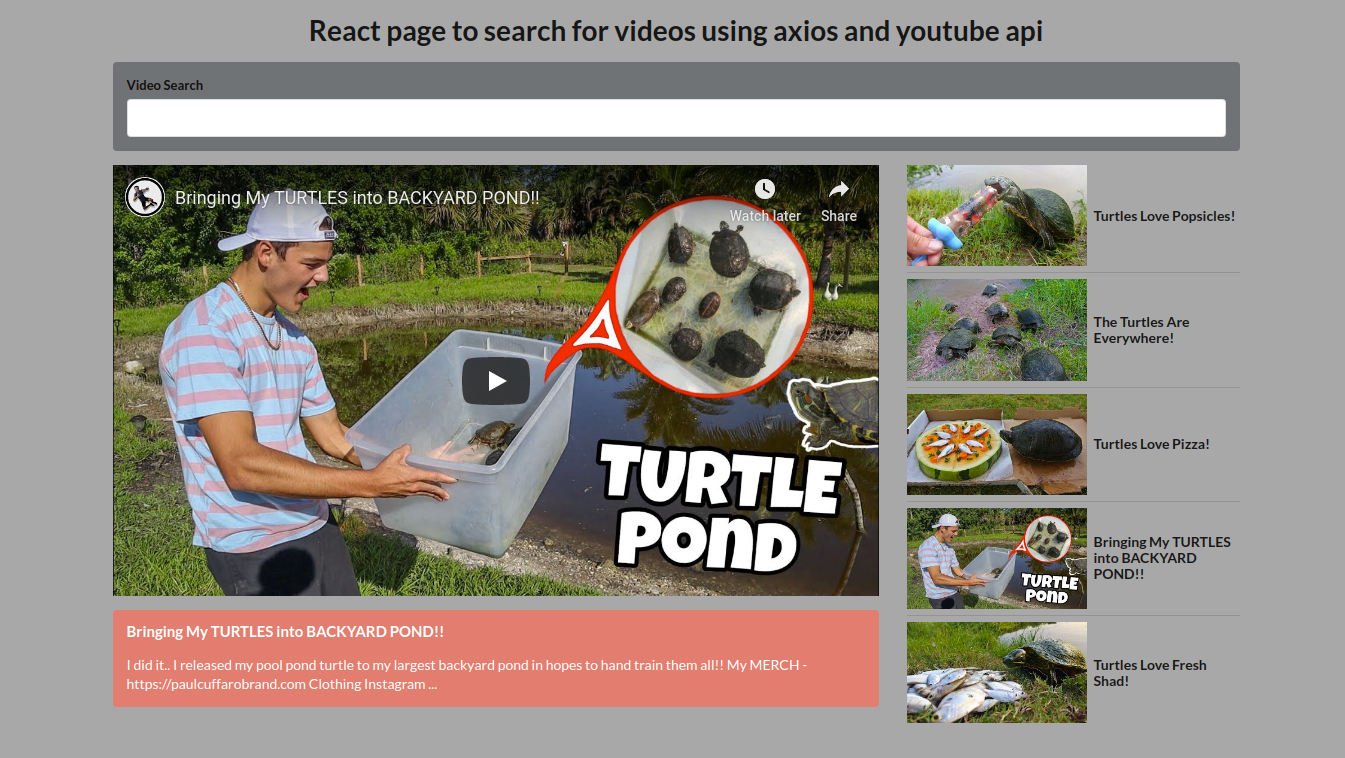 React page to search for videos using axios and youtube api
Video Search
Bringing My TURTLES into BACKYARD POND!!
Watch later
Share
TURTLE
POND
Bringing My TURTLES into BACKYARD POND!!
I did it.. I released my pool pond turtle to my largest backyard pond in hopes to hand train them all!! My MERCH -
https://paulcuffarobrand.com Clothing Instagram ...
Turtles Love Popsicles!
The Turtles Are
Everywhere!
Turtles Love Pizza!
TURTLE
POND
Bringing My TURTLES
into BACKYARD
POND!!
Turtles Love Fresh
Shad!